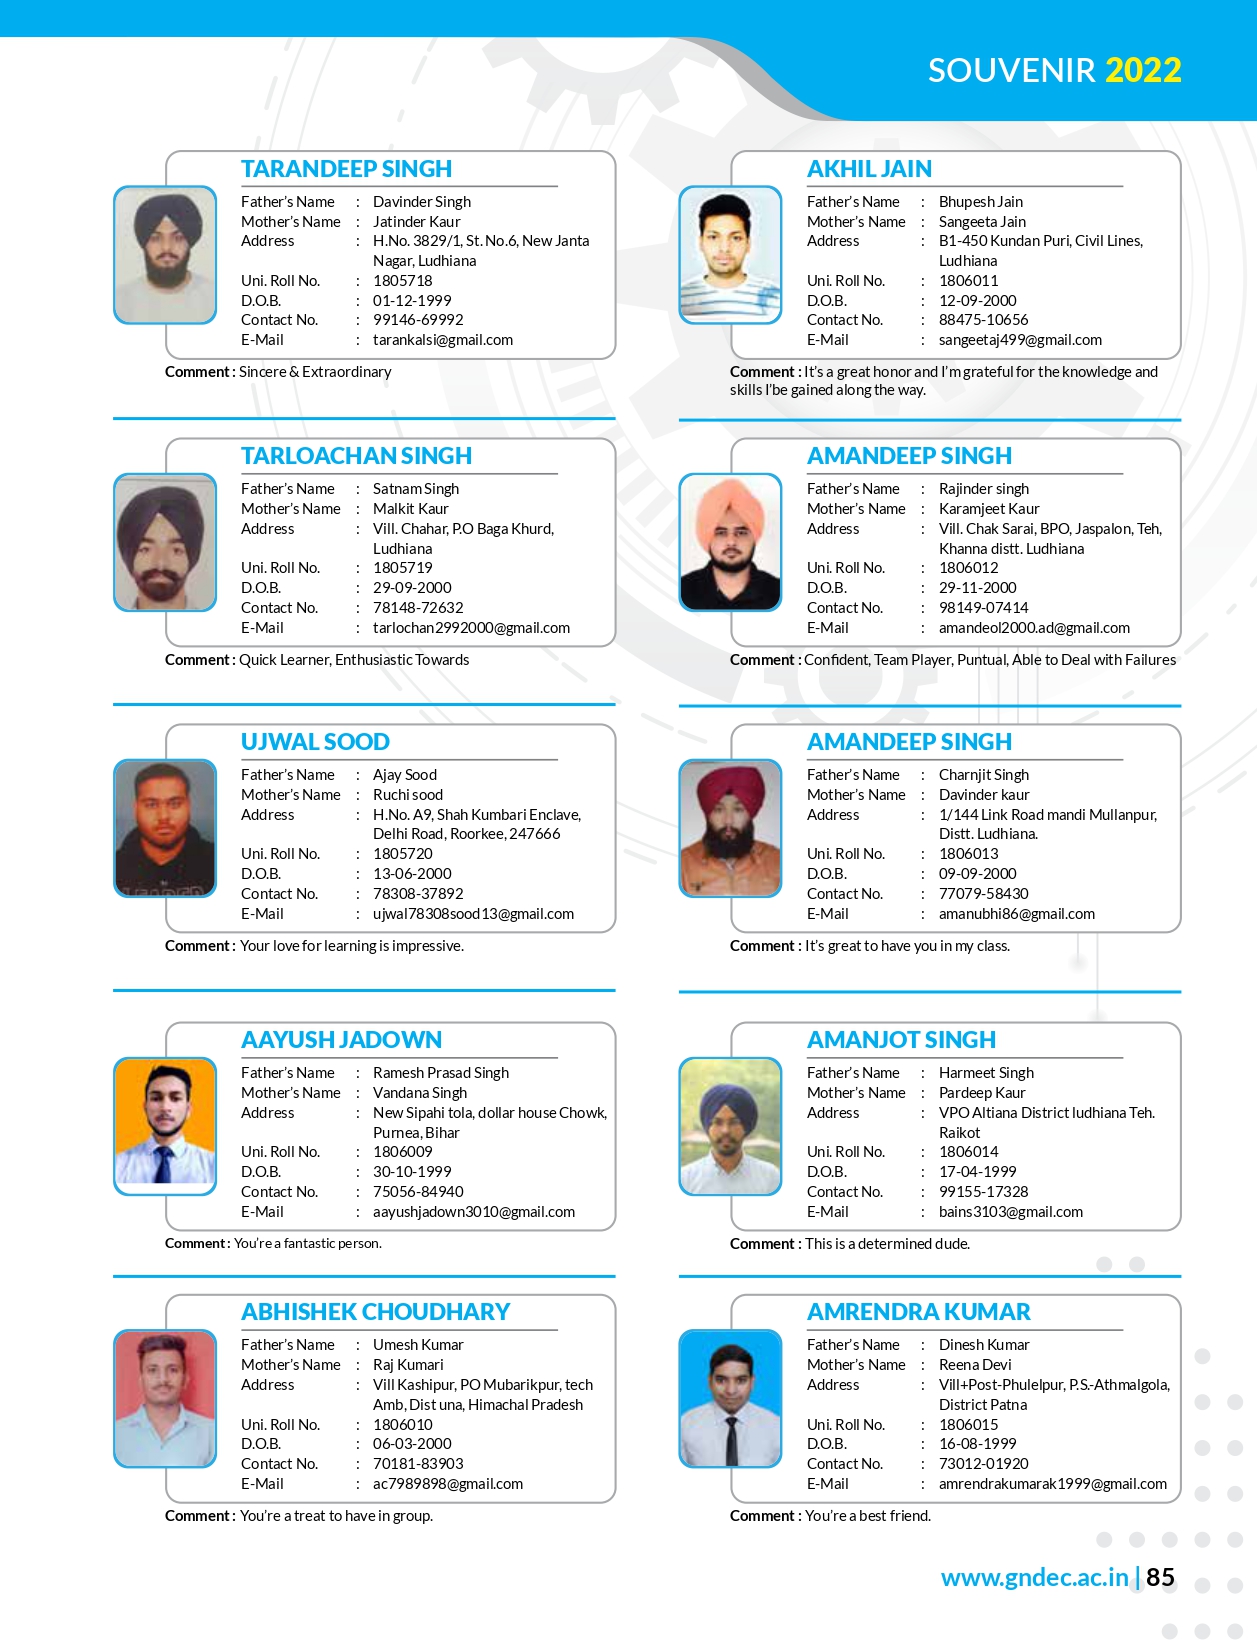 SOUVENIR 2022
TARANDEEP SINGH
Father's Name : Davinder Singh
Mother's Name : Jatinder Kaur
Address : H.No. 3829/1, St. No.6, New Janta
Nagar, Ludhiana
Uni. Roll No. : 1805718
D.O.B. : 01-12-1999
Contact No. : 99146-69992
E-Mail : tarankalsi@gmail.com
Comment : Sincere & Extraordinary
TARLOACHAN SINGH
Father's Name : Satnam Singh
Mother's Name : Malkit Kaur
Address : Vill. Chahar, P.O Baga Khurd,
Ludhiana
Uni. Roll No. : 1805719
D.O.B. : 29-09-2000
Contact No. : 78148-72632
E-Mail : tarlochan2992000@gmail.com
Comment : Quick Learner, Enthusiastic Towards
UJWAL SOOD
Father's Name : Ajay Sood
Mother's Name : Ruchi sood
Address : H.No. A9, Shah Kumbari Enclave,
Delhi Road, Roorkee, 247666
Uni. Roll No. : 1805720
D.O.B. : 13-06-2000
Contact No. : 78308-37892
E-Mail : ujwal78308sood13@gmail.com
Comment : Your love for learning is impressive.
AAYUSH JADOWN
Father's Name : Ramesh Prasad Singh
Mother's Name : Vandana Singh
Address : New Sipahi tola, dollar house Chowk,
Purnea, Bihar
Uni. Roll No. : 1806009
D.O.B. : 30-10-1999
Contact No. : 75056-84940
E-Mail : aayushjadown3010@gmail.com
Comment : You're a fantastic person.
ABHISHEK CHOUDHARY
Father's Name : Umesh Kumar
Mother's Name : Raj Kumari
Address : Vill Kashipur, PO Mubarikpur, tech
Amb, Dist una, Himachal Pradesh
Uni. Roll No. : 1806010
D.O.B. : 06-03-2000
Contact No. : 70181-83903
E-Mail : ac7989898@gmail.com
Comment : You're a treat to have in group.
AKHIL JAIN
Father's Name : Bhupesh Jain
Mother's Name : Sangeeta Jain
Address : B1-450 Kundan Puri, Civil Lines,
Ludhiana
Uni. Roll No. : 1806011
D.O.B. : 12-09-2000
Contact No. : 88475-10656
E-Mail : sangeetaj499@gmail.com
Comment : It's a great honor and I'm grateful for the knowledge and
skills I'be gained along the way.
AMANDEEP SINGH
Father's Name : Rajinder singh
Mother's Name : Karamjeet Kaur
Address : Vill. Chak Sarai, BPO, Jaspalon, Teh,
Khanna distt. Ludhiana
Uni. Roll No. : 1806012
D.O.B. : 29-11-2000
Contact No. : 98149-07414
E-Mail : amandeol2000.ad@gmail.com
Comment : Confident, Team Player, Puntual, Able to Deal with Failures
AMANDEEP SINGH
Father's Name : Charnjit Singh
Mother's Name : Davinder kaur
Address : 1/144 Link Road mandi Mullanpur,
Distt. Ludhiana.
Uni. Roll No. : 1806013
D.O.B. : 09-09-2000
Contact No. : 77079-58430
E-Mail : amanubhi86@gmail.com
Comment : It's great to have you in my class.
AMANJOT SINGH
Father's Name : Harmeet Singh
Mother's Name : Pardeep Kaur
Address : VPO Altiana District ludhiana Teh.
Raikot
Uni. Roll No. : 1806014
D.O.B. : 17-04-1999
Contact No. : 99155-17328
E-Mail : bains3103@gmail.com
Comment : This is a determined dude.
AMRENDRA KUMAR
Father's Name : Dinesh Kumar
Mother's Name : Reena Devi
Address : Vill+Post-Phulelpur, P.S.-Athmalgola,
District Patna
Uni. Roll No. : 1806015
D.O.B. : 16-08-1999
Contact No. : 73012-01920
E-Mail : amrendrakumarak1999@gmail.com
Comment : You're a best friend.
www.gndec.ac.in | 85